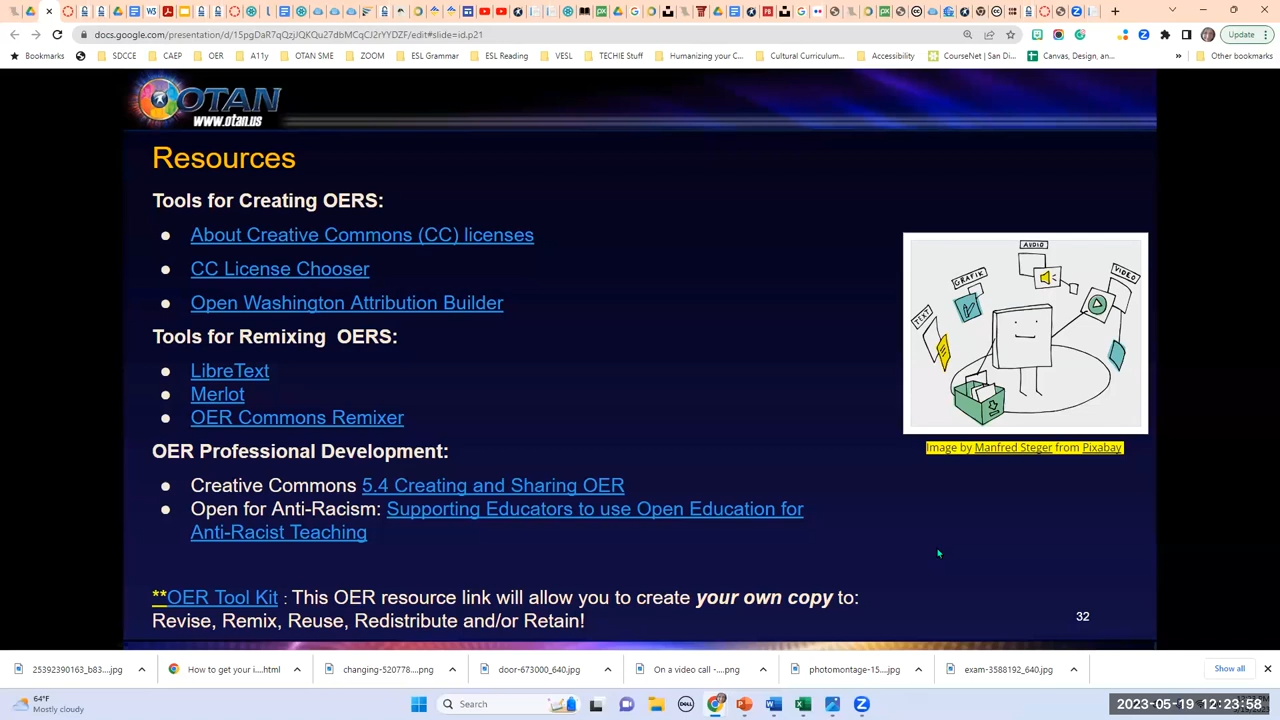 docs.google.com/presentation/d/15pgDaR7qQzjJQKQu27dbMCqCJ2rYYDZF/edit#slide=id.p21
Update
Bookmarks
SDCCE
CAEP
OER
A11y
OTAN SME
ZOOM
ESL Grammar
ESL Reading
VESL
TECHIE Stuff
Humanizing your C...
Cultural Curriculum...
Accessibility
CourseNet | San Di...
Canvas, Design, an...
Other bookmarks
OTAN
www.otan.us
Resources
Tools for Creating OERS:
● About Creative Commons (CC) licenses
● CC License Chooser
● Open Washington Attribution Builder
Tools for Remixing OERS:
● LibreText
● Merlot
● OER Commons Remixer
OER Professional Development:
● Creative Commons 5.4 Creating and Sharing OER
● Open for Anti-Racism: Supporting Educators to use Open Education for
Anti-Racist Teaching
**OER Tool Kit : This OER resource link will allow you to create your own copy to:
Revise, Remix, Reuse, Redistribute and/or Retain!
AUDIO
GRAFIK
VIDEO
TEXT
Image by Manfred Steger from Pixabay
32
25392390163_b83....jpg
How to get your i....html
changing-520778....png
door-673000_640.jpg
On a video call -....png
photomontage-15....jpg
exam-3588192_640.jpg
Show all
64°F
Mostly cloudy
Search
DELL
2023-05-19 12:23:58